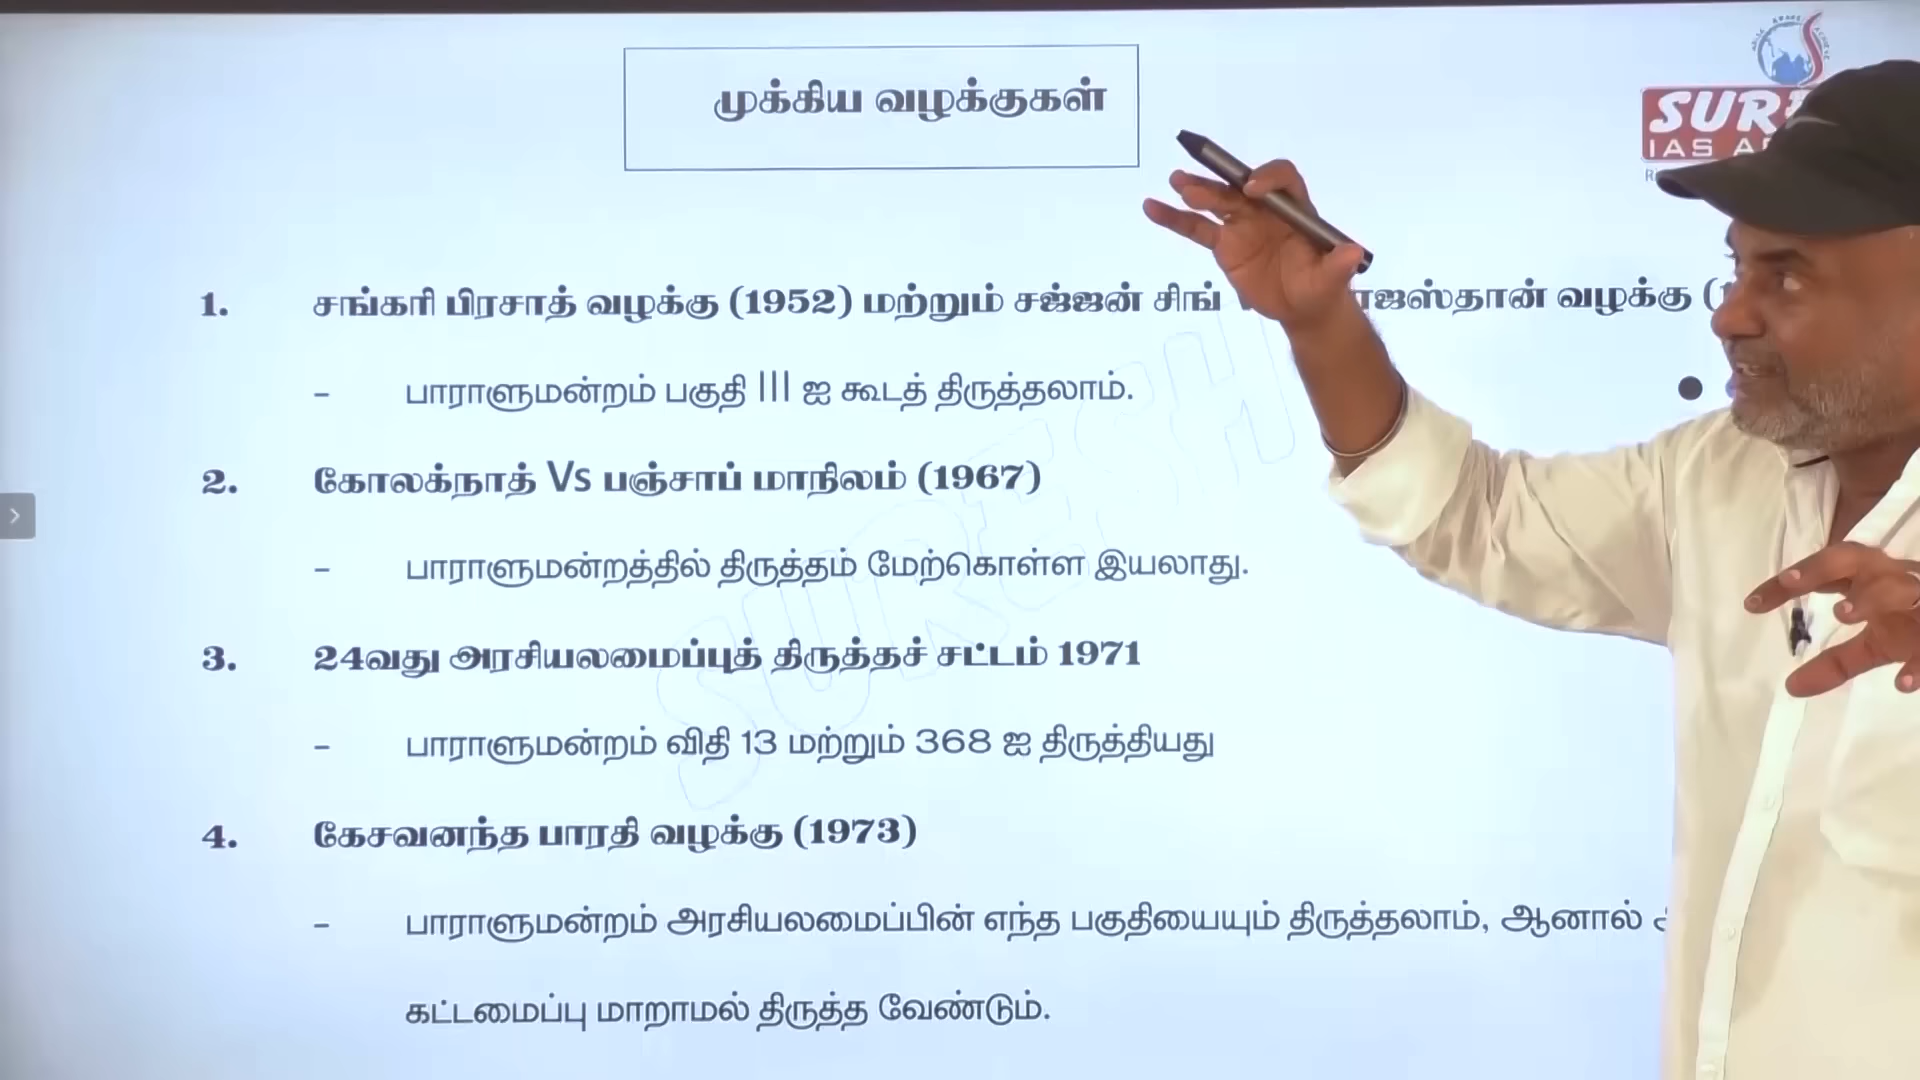 முக்கிய வழக்குகள்
SUR
IAS A
1. சங்கரி பிரசாத் வழக்கு (1952) மற்றும் சஜ்ஜன் சிங் ராஜஸ்தான் வழக்கு (1
– பாராளுமன்றம் பகுதி III ஐ கூடத் திருத்தலாம்.
2. கோலக்நாத் Vs பஞ்சாப் மாநிலம் (1967)
– பாராளுமன்றத்தில் திருத்தம் மேற்கொள்ள இயலாது.
3. 24வது அரசியலமைப்புத் திருத்தச் சட்டம் 1971
– பாராளுமன்றம் விதி 13 மற்றும் 368 ஐ திருத்தியது
4. கேசவனந்த பாரதி வழக்கு (1973)
– பாராளுமன்றம் அரசியலமைப்பின் எந்த பகுதியையும் திருத்தலாம், ஆனால்
கட்டமைப்பு மாறாமல் திருத்த வேண்டும்.
SURESH